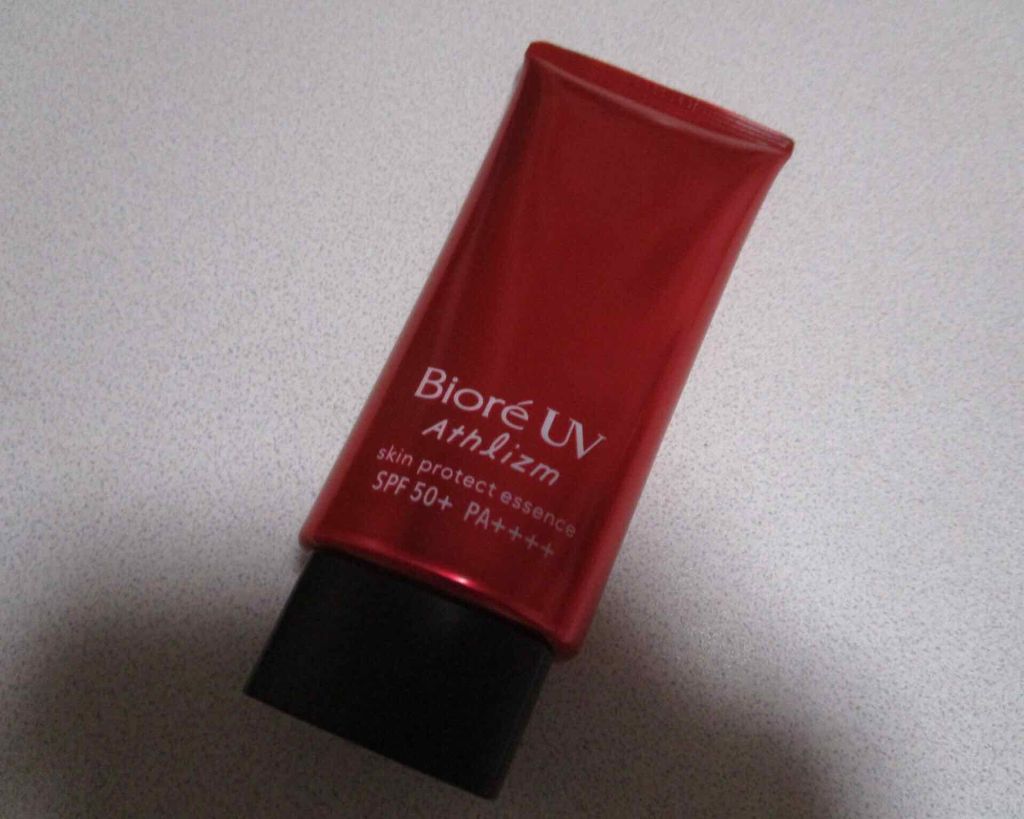 Bioré UV
Athlizm
skin protect essence
SPF 50+ PA++++